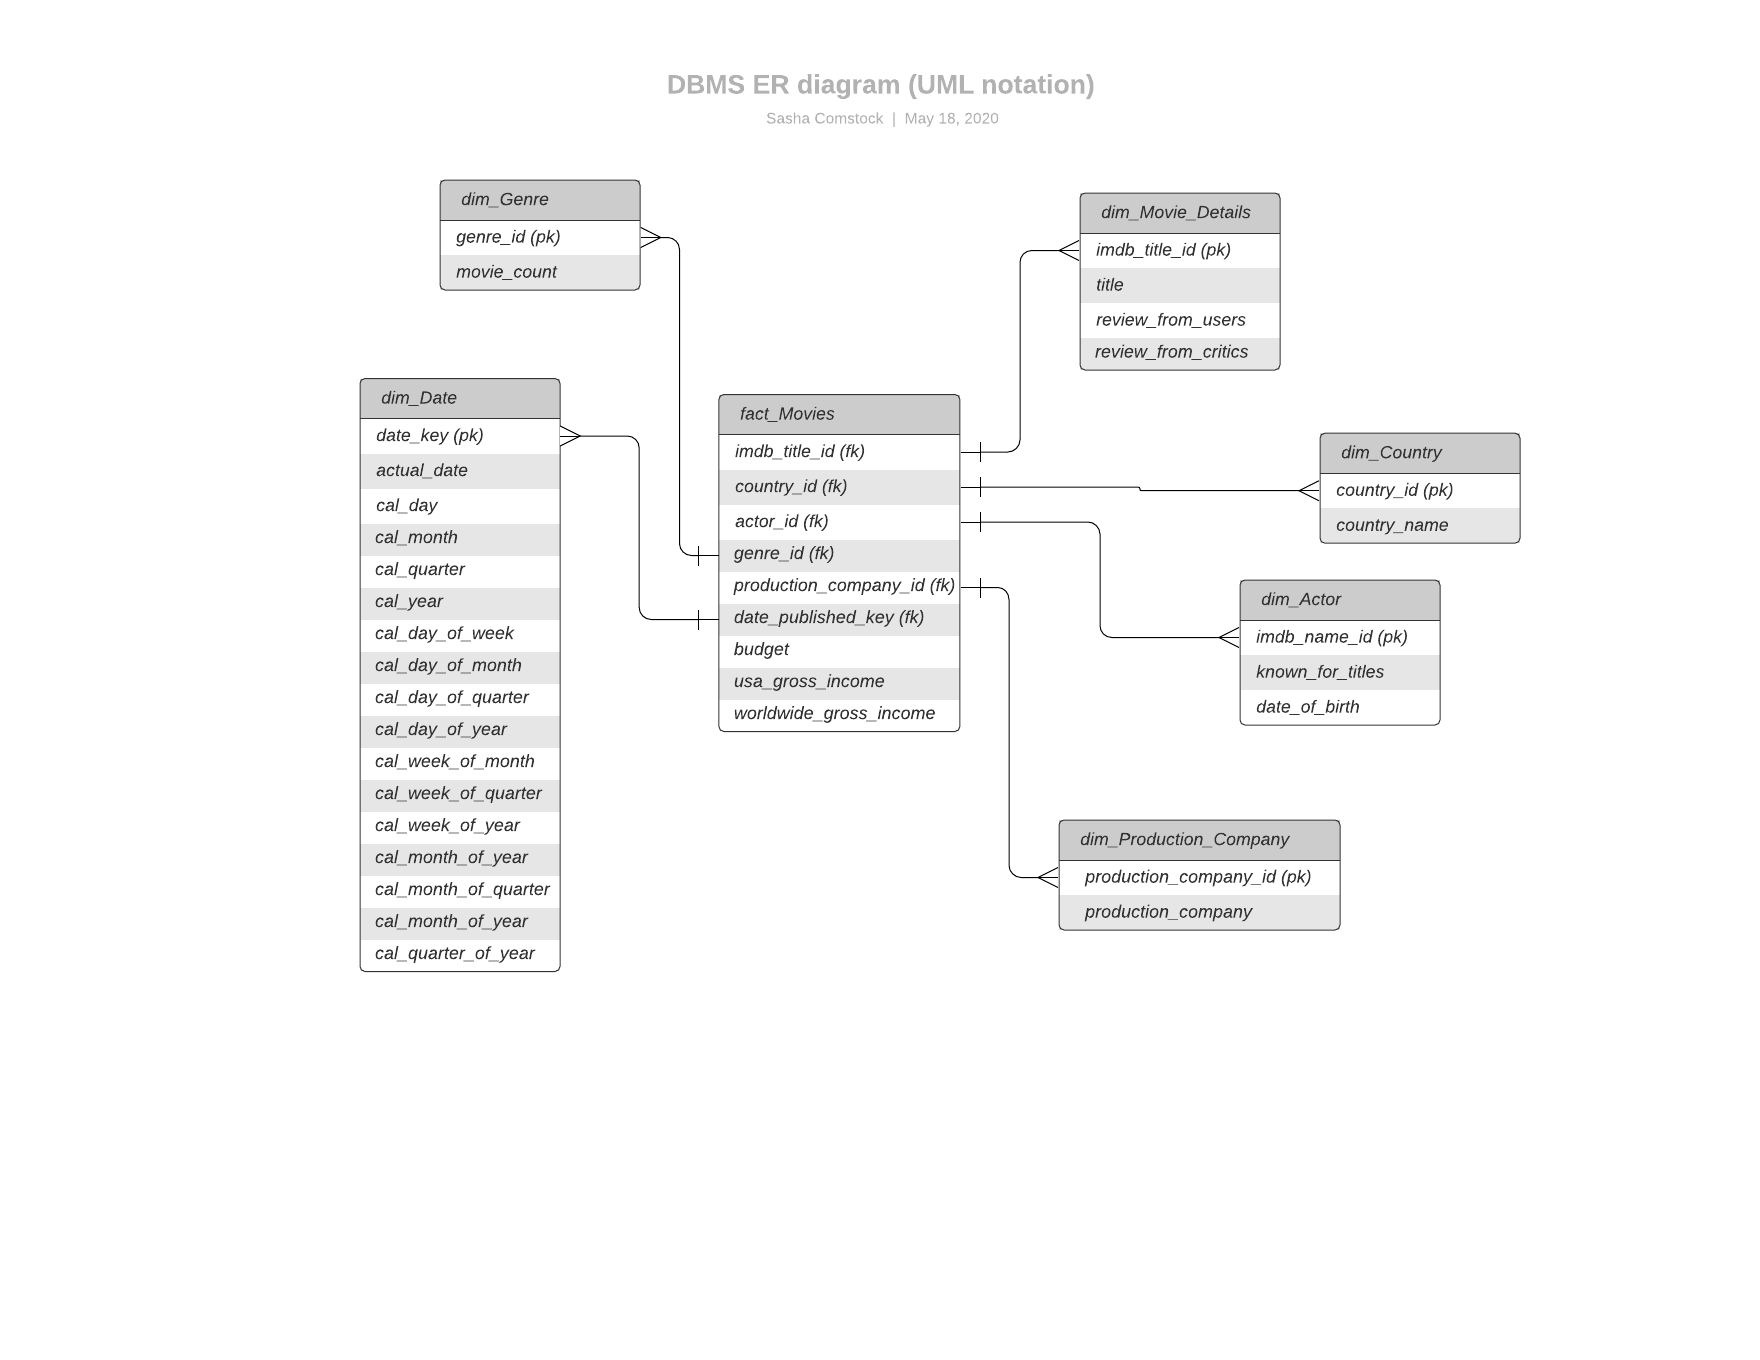 DBMS ER diagram (UML notation)
Sasha Comstock | May 18, 2020
dim_Genre
genre_id (pk)
movie_count
dim_Movie_Details
imdb_title_id (pk)
title
review_from_users
review_from_critics
dim_Date
date_key (pk)
actual_date
cal_day
cal_month
cal_quarter
cal_year
cal_day_of_week
cal_day_of_month
cal_day_of_quarter
cal_day_of_year
cal_week_of_month
cal_week_of_quarter
cal_week_of_year
cal_month_of_year
cal_month_of_quarter
cal_month_of_year
cal_quarter_of_year
fact_Movies
imdb_title_id (fk)
country_id (fk)
actor_id (fk)
genre_id (fk)
production_company_id (fk)
date_published_key (fk)
budget
usa_gross_income
worldwide_gross_income
dim_Country
country_id (pk)
country_name
dim_Actor
imdb_name_id (pk)
known_for_titles
date_of_birth
dim_Production_Company
production_company_id (pk)
production_company